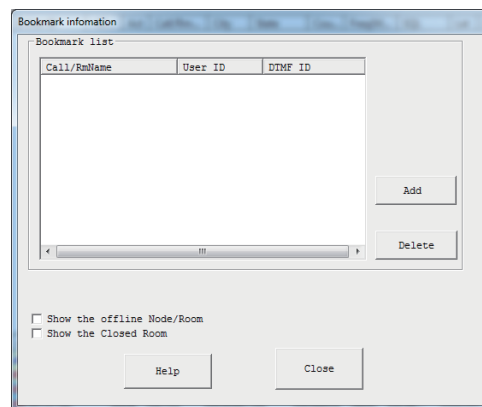 Bookmark infomation
Bookmark list
Call/RmName User ID DTMF ID
Add
Delete
Show the offline Node/Room
Show the Closed Room
Help Close